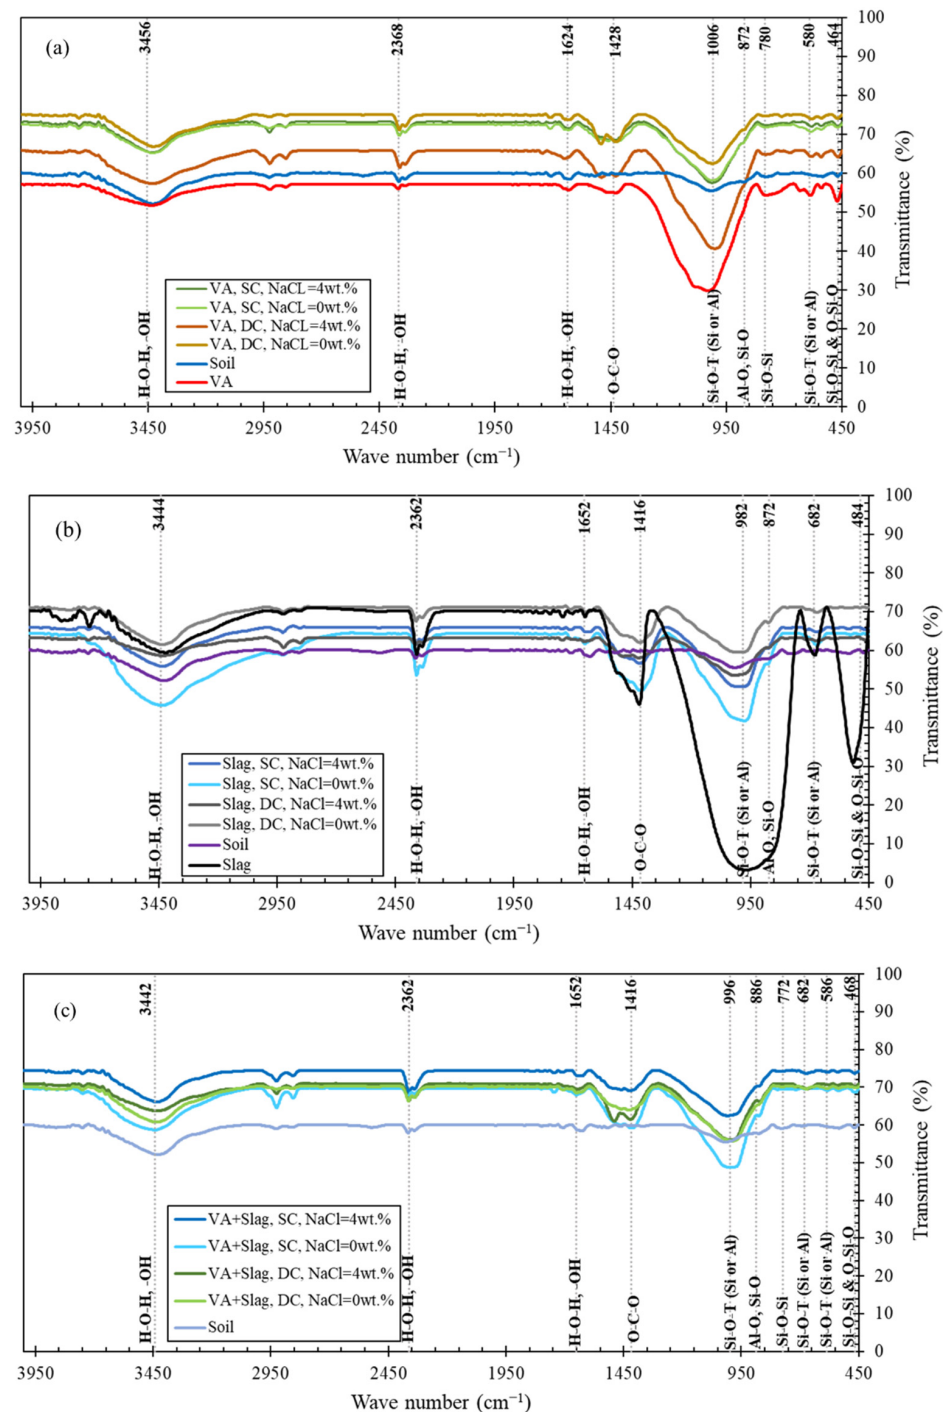 (a)
3456
2368
1624
1428
1006
872
780
580
464
100
90
80
70
60
50
40
30
20
10
0
Transmittance (%)
VA, SC, NaCL=4wt.%
VA, SC, NaCL=0wt.%
VA, DC, NaCL=4wt.%
VA, DC, NaCL=0wt.%
Soil
VA
H-O-H, -OH
H-O-H, -OH
H-O-H, -OH
O-C-O
Si-O-T (Si or Al)
Al-O, Si-O
Si-O-Si
Si-O-T (Si or Al)
Si-O-Si & O-Si-O
3950 3450 2950 2450 1950 1450 950 450
Wave number (cm⁻¹)
(b)
3444
2362
1652
1416
982
872
682
484
100
90
80
70
60
50
40
30
20
10
0
Transmittance (%)
Slag, SC, NaCl=4wt.%
Slag, SC, NaCl=0wt.%
Slag, DC, NaCl=4wt.%
Slag, DC, NaCl=0wt.%
Soil
Slag
H-O-H, -OH
H-O-H, -OH
H-O-H, -OH
O-C-O
Si-O-T (Si or Al)
Al-O, Si-O
Si-O-T (Si or Al)
Si-O-Si & O-Si-O
3950 3450 2950 2450 1950 1450 950 450
Wave number (cm⁻¹)
(c)
3442
2362
1652
1416
996
886
772
682
586
468
100
90
80
70
60
50
40
30
20
10
0
Transmittance (%)
VA+Slag, SC, NaCl=4wt.%
VA+Slag, SC, NaCl=0wt.%
VA+Slag, DC, NaCl=4wt.%
VA+Slag, DC, NaCl=0wt.%
Soil
H-O-H, -OH
H-O-H, -OH
H-O-H, -OH
O-C-O
Si-O-T (Si or Al)
Al-O, Si-O
Si-O-Si
Si-O-T (Si or Al)
Si-O-T (Si or Al)
Si-O-Si & O-Si-O
3950 3450 2950 2450 1950 1450 950 450
Wave number (cm⁻¹)